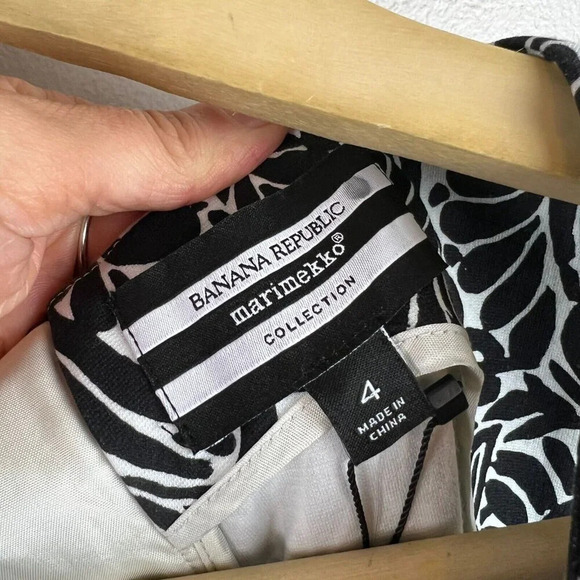 BANANA REPUBLIC
marimekko®
COLLECTION
4
MADE IN
CHINA